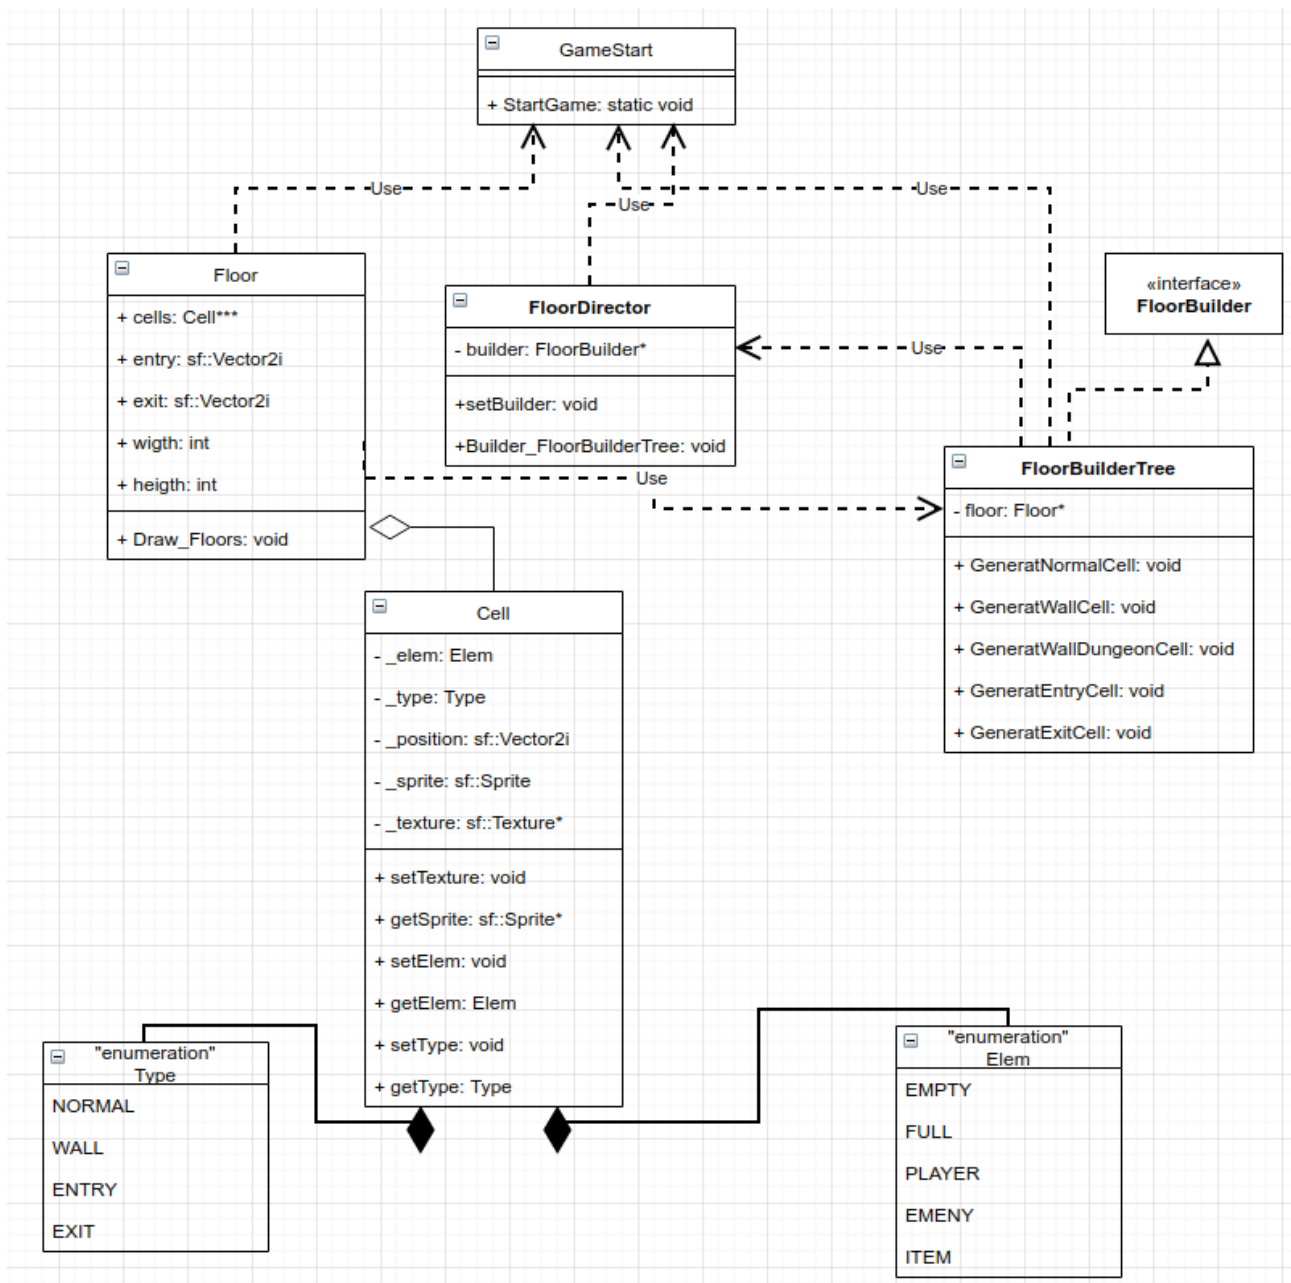 GameStart
+ StartGame: static void
Use
Use
Use
Floor
+ cells: Cell***
+ entry: sf::Vector2i
+ exit: sf::Vector2i
+ wigth: int
+ heigth: int
+ Draw_Floors: void
FloorDirector
- builder: FloorBuilder*
+setBuilder: void
+Builder_FloorBuilderTree: void
Use
Use
«interface»
FloorBuilder
FloorBuilderTree
- floor: Floor*
+ GeneratNormalCell: void
+ GeneratWallCell: void
+ GeneratWallDungeonCell: void
+ GeneratEntryCell: void
+ GeneratExitCell: void
Cell
- _elem: Elem
- _type: Type
- _position: sf::Vector2i
- _sprite: sf::Sprite
- _texture: sf::Texture*
+ setTexture: void
+ getSprite: sf::Sprite*
+ setElem: void
+ getElem: Elem
+ setType: void
+ getType: Type
"enumeration"
Type
NORMAL
WALL
ENTRY
EXIT
"enumeration"
Elem
EMPTY
FULL
PLAYER
EMENY
ITEM